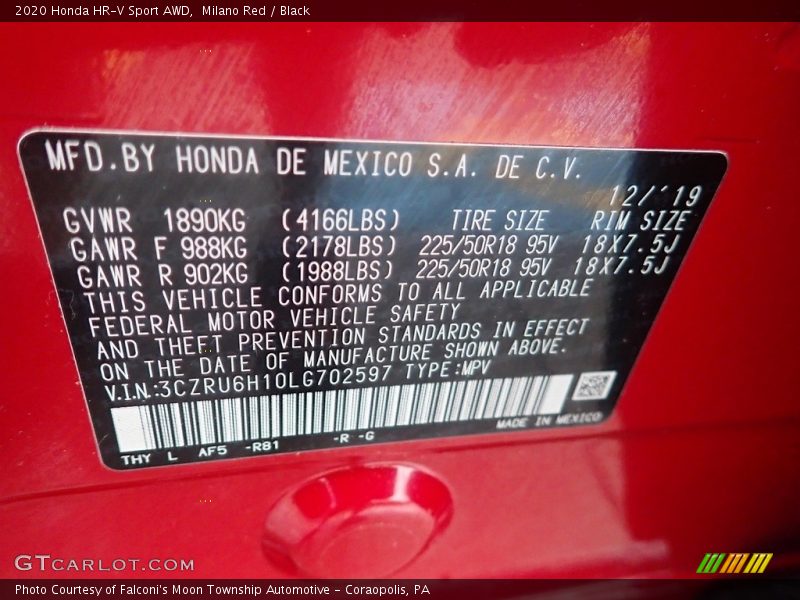 2020 Honda HR-V Sport AWD,  Milano Red / Black
MFD. BY HONDA DE MEXICO S.A. DE C.V.
12/'19
GVWR 1890KG (4166LBS) TIRE SIZE RIM SIZE
GAWR F 988KG (2178LBS) 225/50R18 95V 18X7.5J
GAWR R 902KG (1988LBS) 225/50R18 95V 18X7.5J
THIS VEHICLE CONFORMS TO ALL APPLICABLE
FEDERAL MOTOR VEHICLE SAFETY
AND THEFT PREVENTION STANDARDS IN EFFECT
ON THE DATE OF MANUFACTURE SHOWN ABOVE.
V.I.N.:3CZRU6H10LG702597 TYPE:MPV
MADE IN MEXICO
THY L AF5 -R81 -R -G
GTCARLOT.COM
Photo Courtesy of Falconi's Moon Township Automotive - Coraopolis, PA